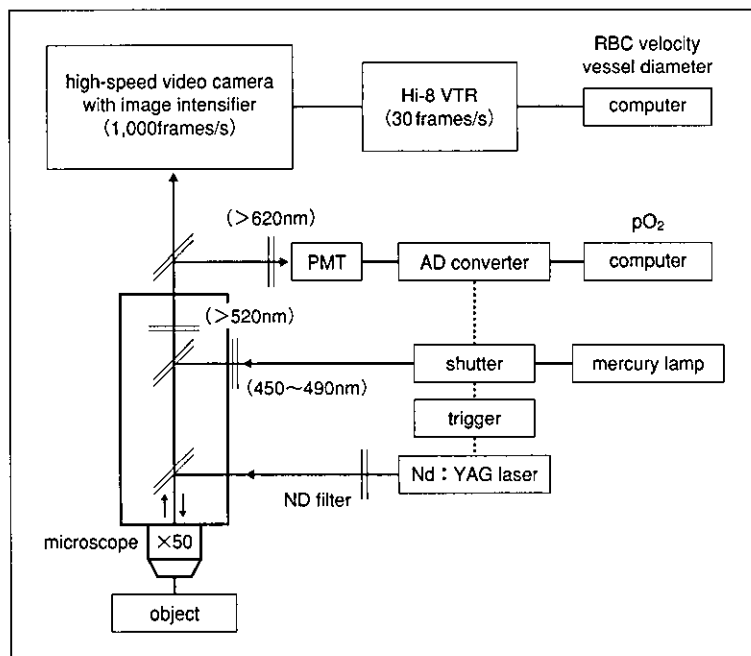 RBC velocity
vessel diameter
high-speed video camera
with image intensifier
(1,000frames/s)
Hi-8 VTR
(30frames/s)
computer
(>620nm)
pO₂
PMT
AD converter
computer
(>520nm)
shutter
mercury lamp
(450～490nm)
trigger
Nd：YAG laser
ND filter
microscope
×50
object